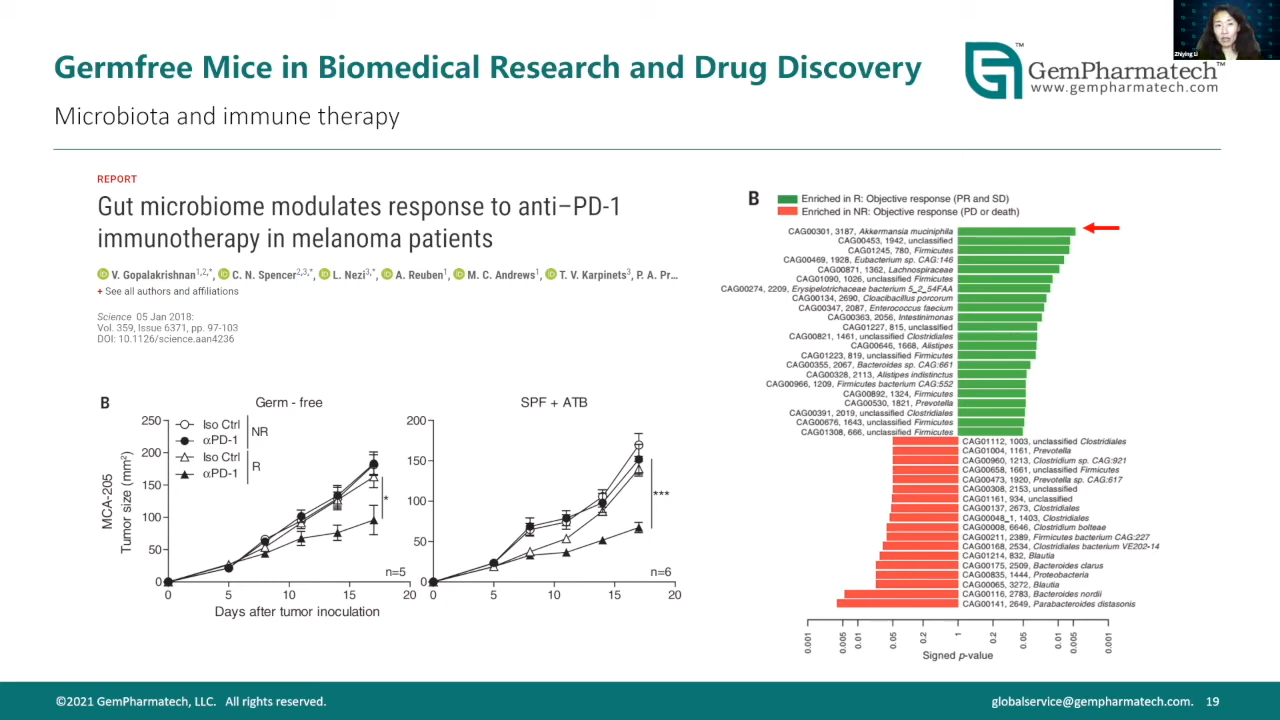 Germfree Mice in Biomedical Research and Drug Discovery
Microbiota and immune therapy
GemPharmatech™
www.gempharmatech.com
Zhiying Li
REPORT
Gut microbiome modulates response to anti–PD-1
immunotherapy in melanoma patients
V. Gopalakrishnan1,2,*, C. N. Spencer2,3,*, L. Nezi3,*, A. Reuben1, M. C. Andrews1, T. V. Karpinets3, P. A. Pr…
+ See all authors and affiliations
Science 05 Jan 2018:
Vol. 359, Issue 6371, pp. 97-103
DOI: 10.1126/science.aan4236
B
Germ - free
SPF + ATB
Iso Ctrl
αPD-1
NR
Iso Ctrl
αPD-1
R
MCA-205
Tumor size (mm2)
250
200
150
100
50
0
0 5 10 15 20
*
n=5
Days after tumor inoculation
200
150
100
50
0
0 5 10 15 20
***
n=6
B
Enriched in R: Objective response (PR and SD)
Enriched in NR: Objective response (PD or death)
CAG00301, 3187, Akkermansia muciniphila
CAG00453, 1942, unclassified
CAG01245, 780, Firmicutes
CAG00469, 1928, Eubacterium sp. CAG:146
CAG00871, 1362, Lachnospiraceae
CAG01090, 1026, unclassified Firmicutes
CAG00274, 2209, Erysipelotrichaceae bacterium 5_2_54FAA
CAG00134, 2690, Cloacibacillus porcorum
CAG00347, 2087, Enterococcus faecium
CAG00363, 2056, Intestinimonas
CAG01227, 815, unclassified
CAG00821, 1461, unclassified Clostridiales
CAG00646, 1668, Alistipes
CAG01223, 819, unclassified Firmicutes
CAG00355, 2067, Bacteroides sp. CAG:661
CAG00328, 2113, Alistipes indistinctus
CAG00966, 1209, Firmicutes bacterium CAG:552
CAG00892, 1324, Firmicutes
CAG00530, 1821, Prevotella
CAG00391, 2019, unclassified Clostridiales
CAG00676, 1643, unclassified Firmicutes
CAG01308, 666, unclassified Firmicutes
CAG01112, 1003, unclassified Clostridiales
CAG01004, 1161, Prevotella
CAG00960, 1213, Clostridium sp. CAG:921
CAG00658, 1661, unclassified Firmicutes
CAG00473, 1920, Prevotella sp. CAG:617
CAG00308, 2153, unclassified
CAG01161, 934, unclassified
CAG00137, 2673, Clostridiales
CAG00048_1, 1403, Clostridiales
CAG00008, 6646, Clostridium bolteae
CAG00211, 2389, Firmicutes bacterium CAG:227
CAG00168, 2534, Clostridiales bacterium VE202-14
CAG01214, 832, Blautia
CAG00175, 2509, Bacteroides clarus
CAG00835, 1444, Proteobacteria
CAG00065, 3272, Blautia
CAG00116, 2783, Bacteroides nordii
CAG00141, 2649, Parabacteroides distasonis
0.001 0.005 0.01 0.05 0.2 1 0.2 0.05 0.01 0.005 0.001
Signed p-value
©2021 GemPharmatech, LLC. All rights reserved.
globalservice@gempharmatech.com. 19